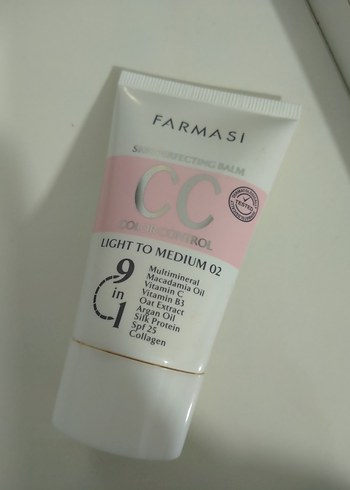 FARMASI
SKIN PERFECTING BALM
CC
COLOR CONTROL
TESTED
LIGHT TO MEDIUM 02
9
in
1
Multimineral
Macadamia Oil
Vitamin C
Vitamin B3
Oat Extract
Argan Oil
Silk Protein
Spf 25
Collagen